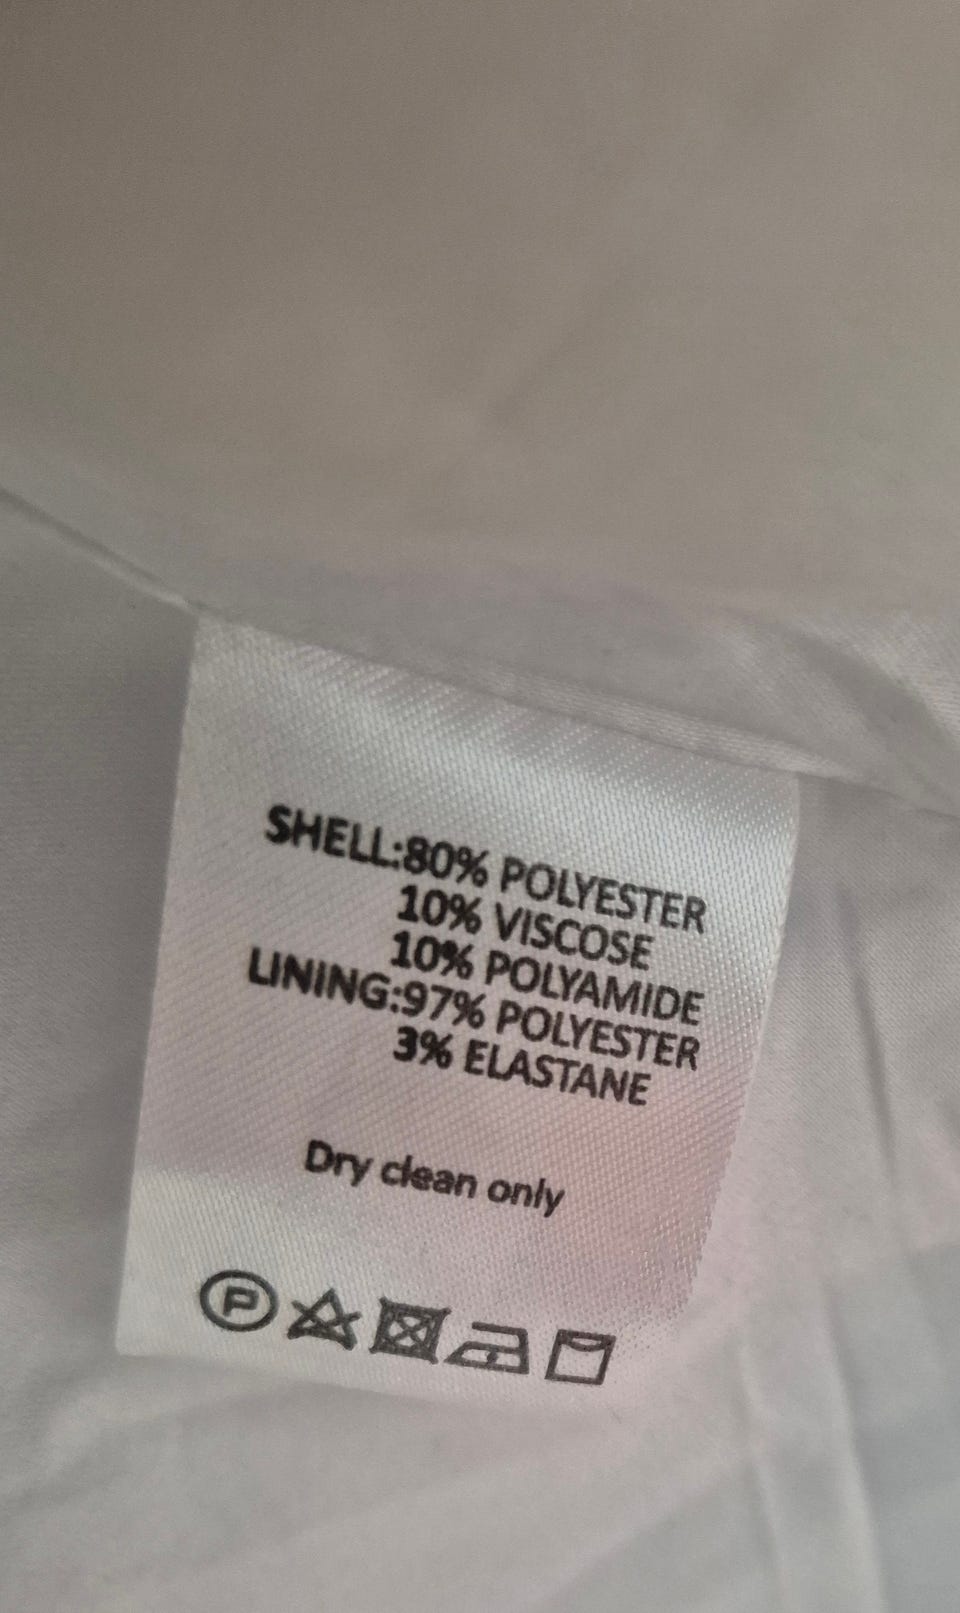 SHELL:80% POLYESTER
10% VISCOSE
10% POLYAMIDE
LINING:97% POLYESTER
3% ELASTANE
Dry clean only
P